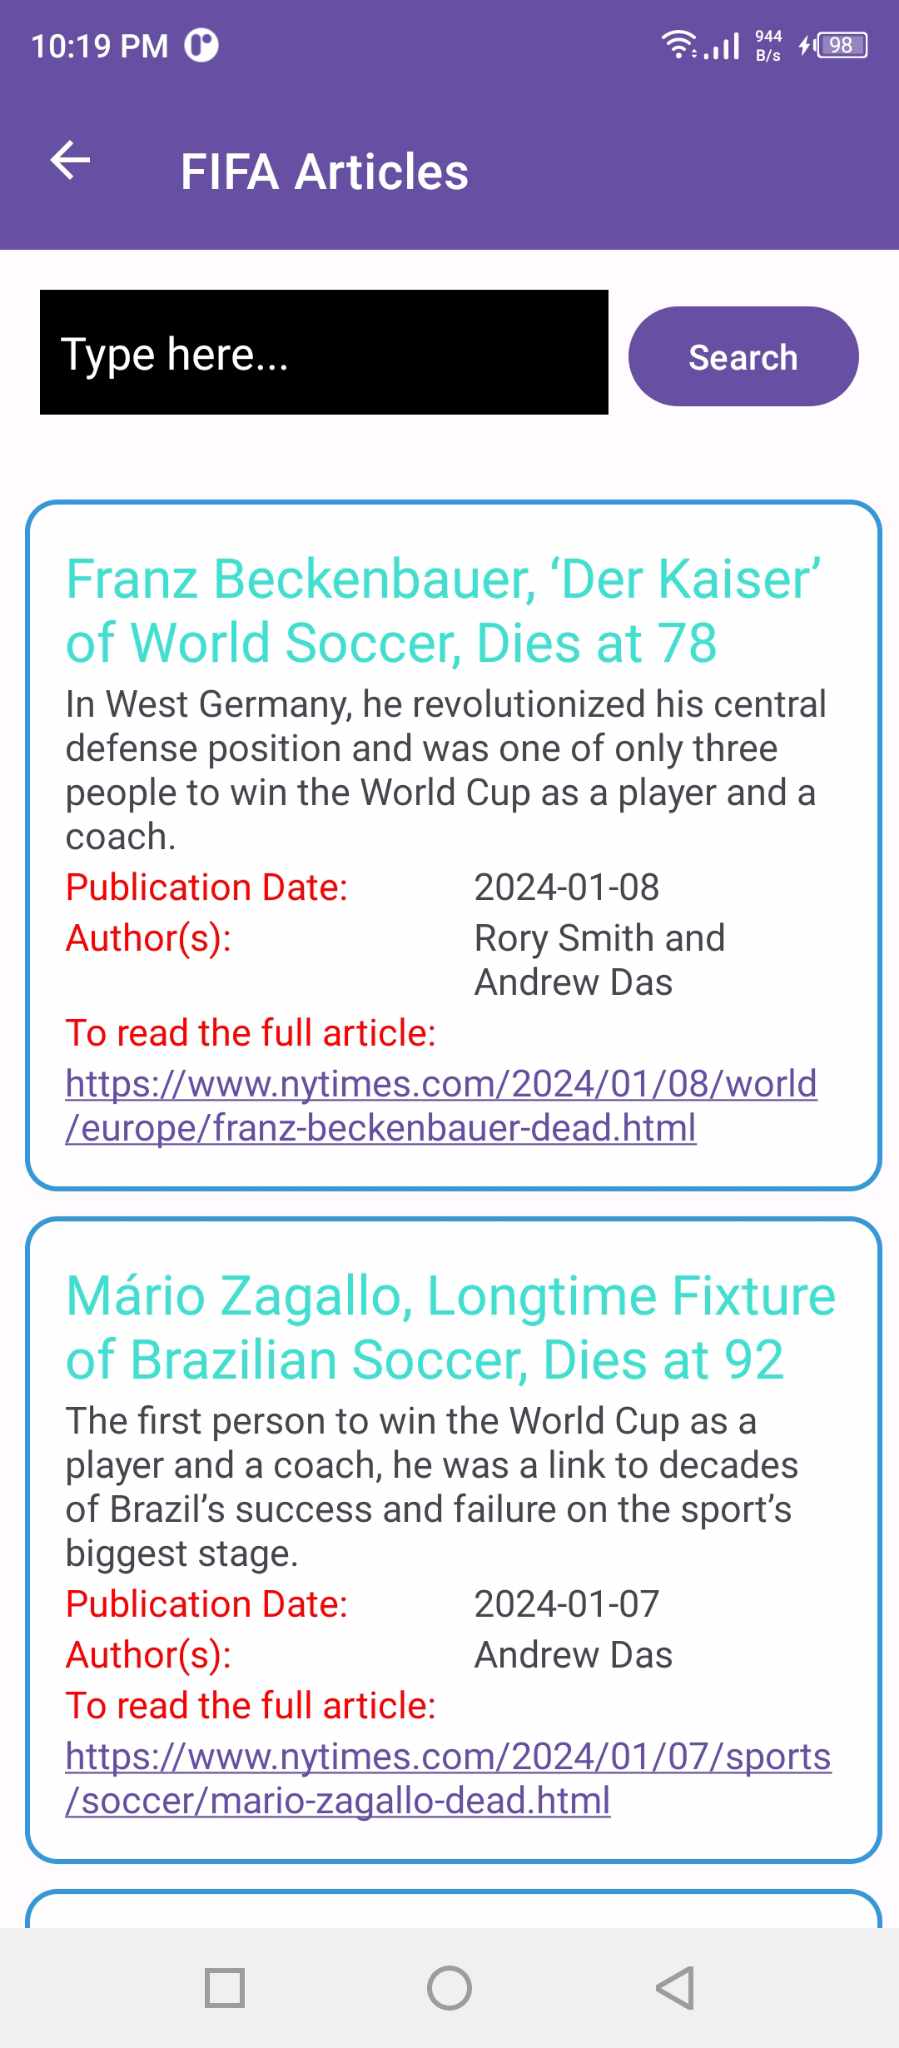 10:19 PM
944
B/s
98
FIFA Articles
Type here...
Search
Franz Beckenbauer, ‘Der Kaiser’
of World Soccer, Dies at 78
In West Germany, he revolutionized his central
defense position and was one of only three
people to win the World Cup as a player and a
coach.
Publication Date: 2024-01-08
Author(s): Rory Smith and
Andrew Das
To read the full article:
https://www.nytimes.com/2024/01/08/world
/europe/franz-beckenbauer-dead.html
Mário Zagallo, Longtime Fixture
of Brazilian Soccer, Dies at 92
The first person to win the World Cup as a
player and a coach, he was a link to decades
of Brazil’s success and failure on the sport’s
biggest stage.
Publication Date: 2024-01-07
Author(s): Andrew Das
To read the full article:
https://www.nytimes.com/2024/01/07/sports
/soccer/mario-zagallo-dead.html